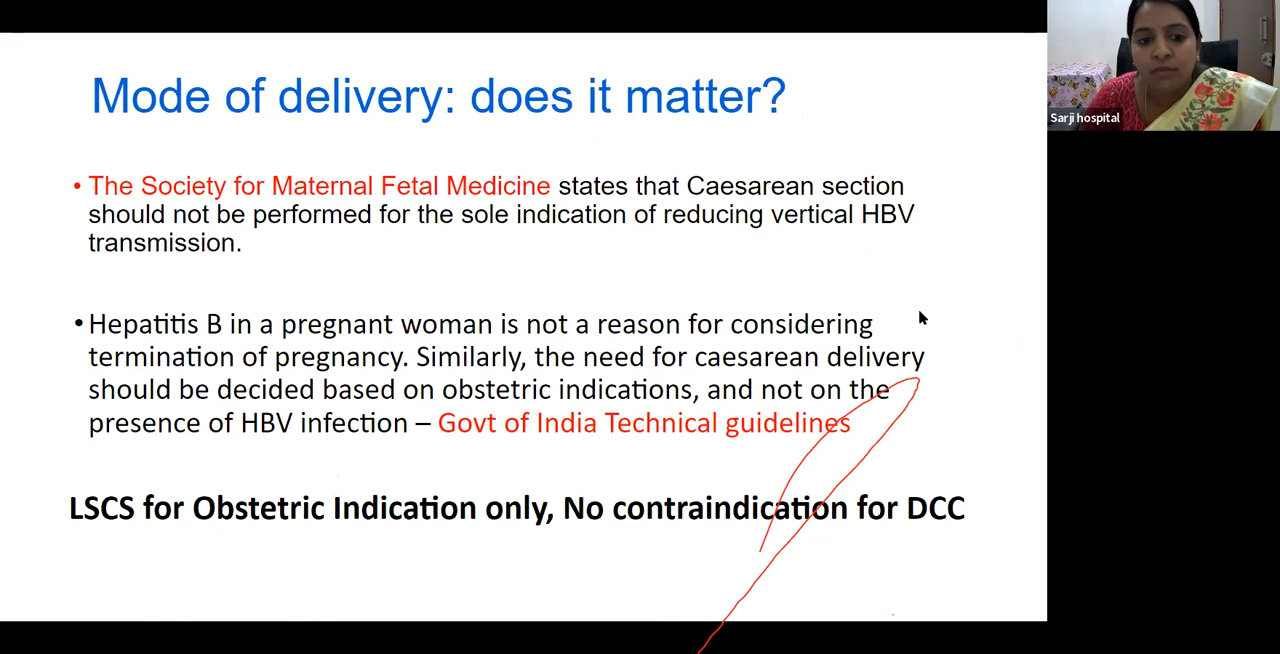 Mode of delivery: does it matter?
• The Society for Maternal Fetal Medicine states that Caesarean section
should not be performed for the sole indication of reducing vertical HBV
transmission.
• Hepatitis B in a pregnant woman is not a reason for considering
termination of pregnancy. Similarly, the need for caesarean delivery
should be decided based on obstetric indications, and not on the
presence of HBV infection – Govt of India Technical guidelines
LSCS for Obstetric Indication only, No contraindication for DCC
Sarji hospital